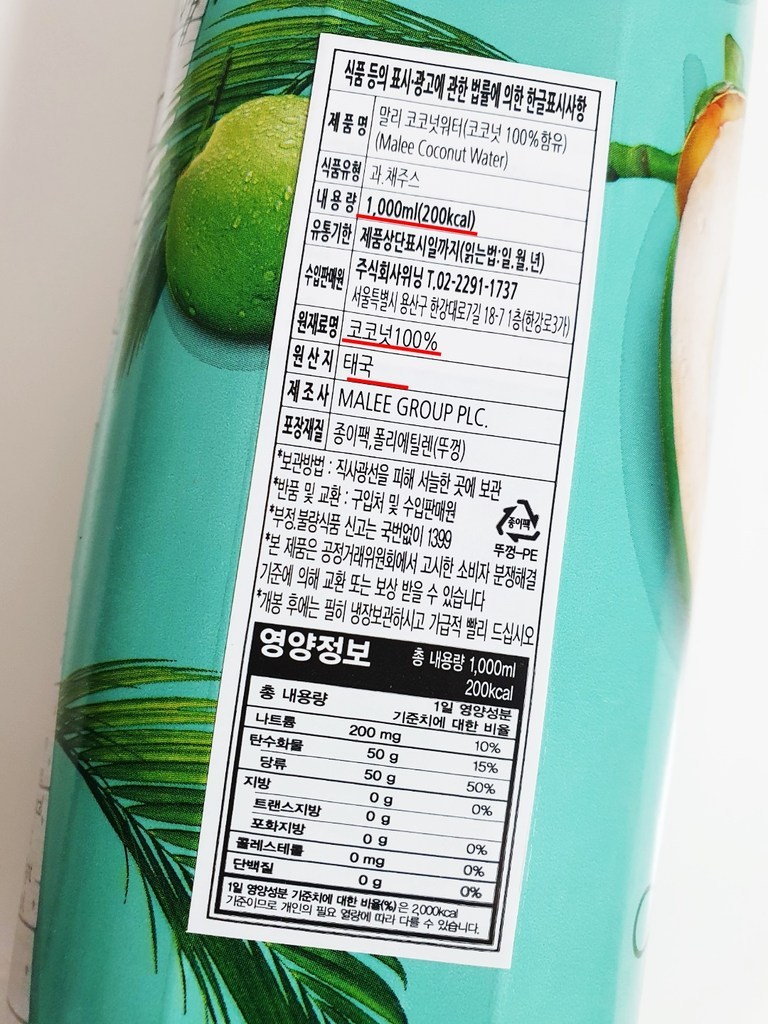 식품 등의 표시·광고에 관한 법률에 의한 한글표시사항
제 품 명 말리 코코넛워터(코코넛 100%함유)
(Malee Coconut Water)
식품유형 과.채주스
내 용 량 1,000ml(200kcal)
유통기한 제품상단표시일까지(읽는법:일.월.년)
수입판매원 주식회사위닝 T.02-2291-1737
서울특별시 용산구 한강대로7길 18-7 1층(한강로3가)
원재료명 코코넛100%
원 산 지 태국
제 조 사 MALEE GROUP PLC.
포장재질 종이팩,폴리에틸렌(뚜껑)
*보관방법 : 직사광선을 피해 서늘한 곳에 보관
*반품 및 교환 : 구입처 및 수입판매원
*부정,불량식품 신고는 국번없이 1399
*본 제품은 공정거래위원회에서 고시한 소비자 분쟁해결
기준에 의해 교환 또는 보상 받을 수 있습니다
*개봉 후에는 필히 냉장보관하시고 가급적 빨리 드십시오
종이팩
뚜껑-PE
영양정보 총 내용량 1,000ml
200kcal
총 내용량 1일 영양성분
기준치에 대한 비율
나트륨 200 mg 10%
탄수화물 50 g 15%
당류 50 g 50%
지방 0 g 0%
트랜스지방 0 g
포화지방 0 g 0%
콜레스테롤 0 mg 0%
단백질 0 g 0%
1일 영양성분 기준치에 대한 비율(%)은 2,000kcal
기준이므로 개인의 필요 열량에 따라 다를 수 있습니다.